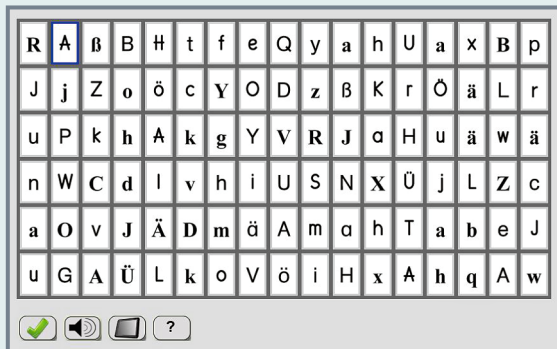 R A ß B H t f e Q y a h U a x B p
J j Z o ö c Y O D z ß K r Ö ä L r
u P k h A k g Y V R J a H u ä w ä
n W C d l v h i U S N X Ü j L Z c
a O v J Ä D m ä A m a h T a b e J
u G A Ü L k o V ö i H x A h q A w
?